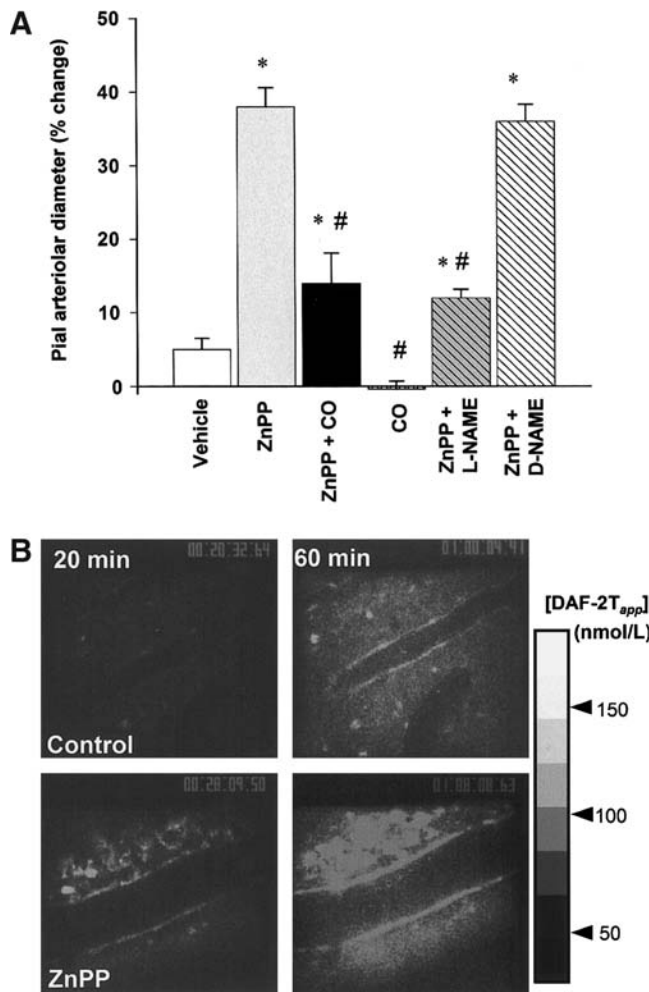 A
Pial arteriolar diameter (% change)
50
40
30
20
10
0
*
* #
#
* #
*
Vehicle
ZnPP
ZnPP + CO
CO
ZnPP +
L-NAME
ZnPP +
D-NAME
B
20 min
60 min
Control
ZnPP
[DAF-2Tapp]
(nmol/L)
150
100
50